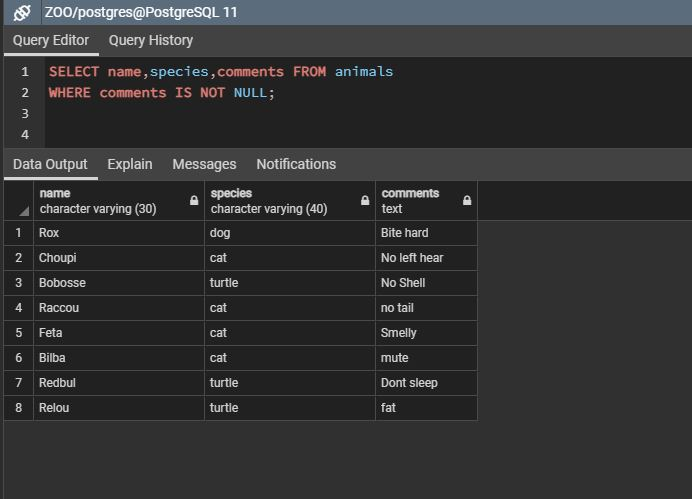 ZOO/postgres@PostgreSQL 11
Query Editor Query History
1 SELECT name,species,comments FROM animals
2 WHERE comments IS NOT NULL;
3
4
Data Output Explain Messages Notifications
name species comments
character varying (30) character varying (40) text
1 Rox dog Bite hard
2 Choupi cat No left hear
3 Bobosse turtle No Shell
4 Raccou cat no tail
5 Feta cat Smelly
6 Bilba cat mute
7 Redbul turtle Dont sleep
8 Relou turtle fat